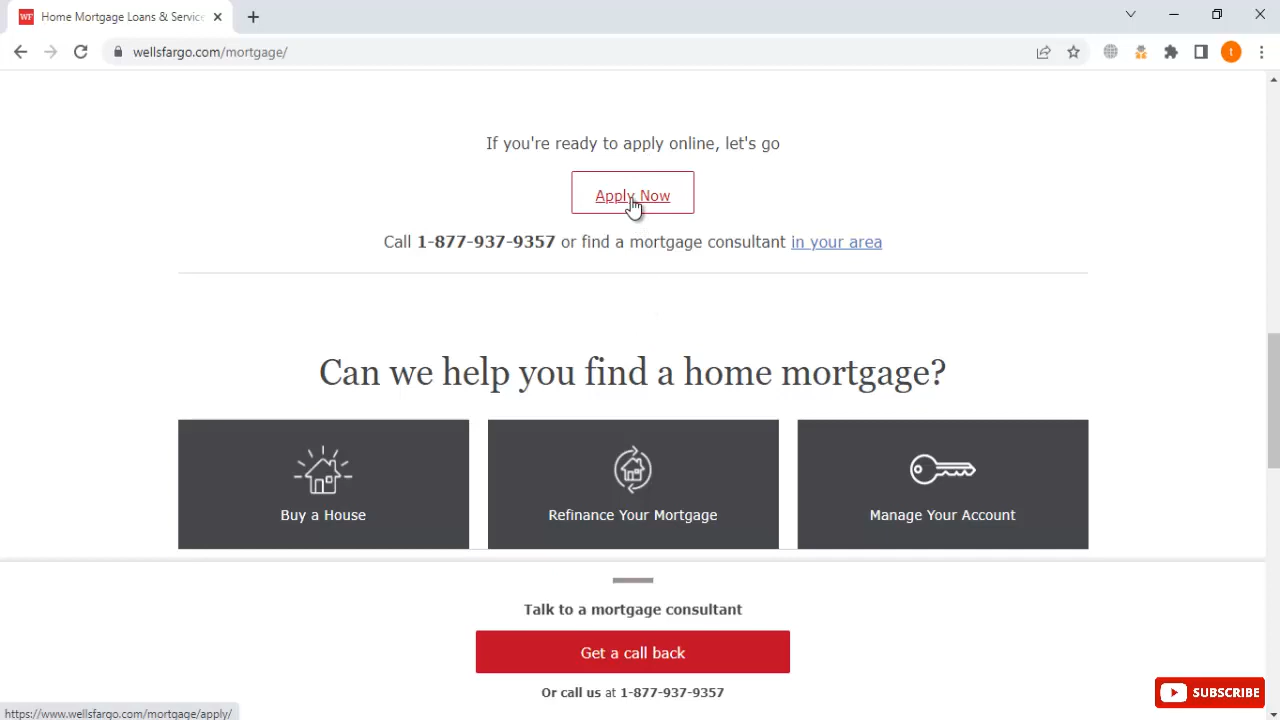 WF Home Mortgage Loans & Service
wellsfargo.com/mortgage/
t
If you're ready to apply online, let's go
Apply Now
Call 1-877-937-9357 or find a mortgage consultant in your area
Can we help you find a home mortgage?
Buy a House
Refinance Your Mortgage
Manage Your Account
Talk to a mortgage consultant
Get a call back
Or call us at 1-877-937-9357
SUBSCRIBE
https://www.wellsfargo.com/mortgage/apply/